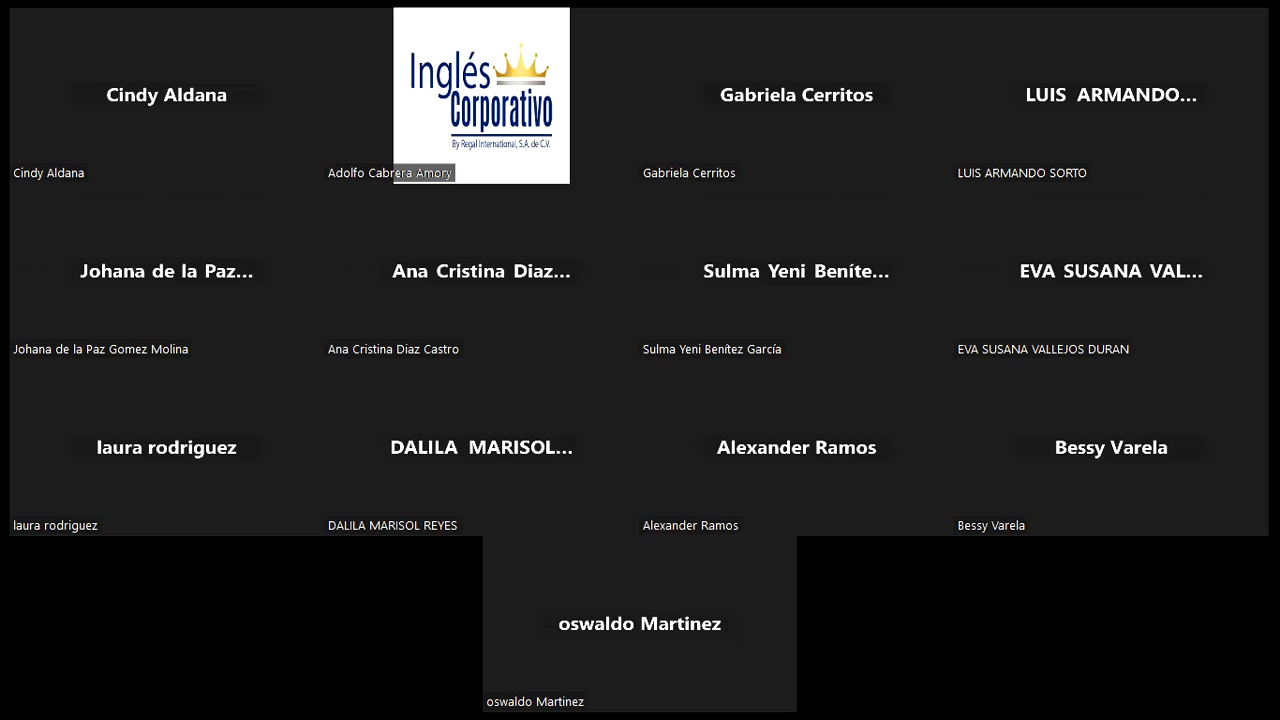 Cindy Aldana
Inglés
Corporativo
By Regal International, S.A. de C.V.
Gabriela Cerritos
LUIS ARMANDO...
Cindy Aldana
Adolfo Cabrera Amory
Gabriela Cerritos
LUIS ARMANDO SORTO
Johana de la Paz...
Ana Cristina Diaz...
Sulma Yeni Beníte...
EVA SUSANA VAL...
Johana de la Paz Gomez Molina
Ana Cristina Diaz Castro
Sulma Yeni Benítez García
EVA SUSANA VALLEJOS DURAN
laura rodriguez
DALILA MARISOL...
Alexander Ramos
Bessy Varela
laura rodriguez
DALILA MARISOL REYES
Alexander Ramos
Bessy Varela
oswaldo Martinez
oswaldo Martinez